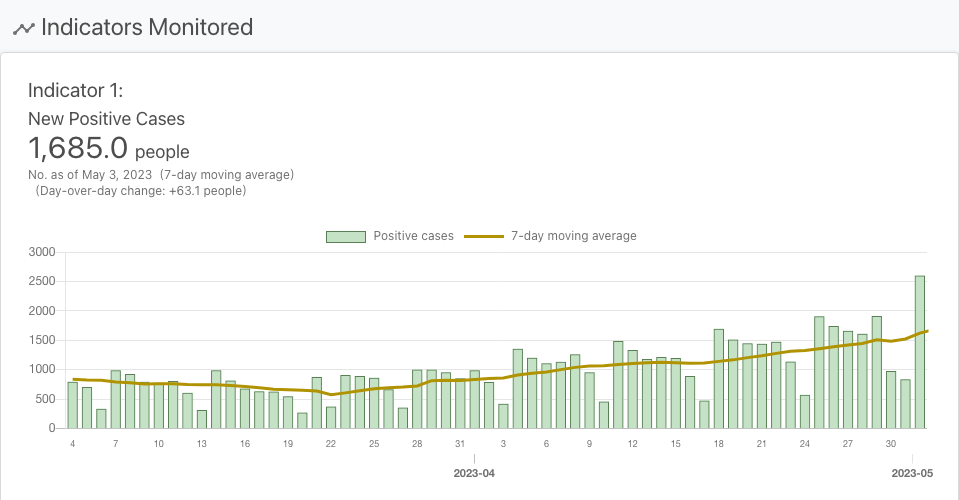 Indicators Monitored
Indicator 1:
New Positive Cases
1,685.0 people
No. as of May 3, 2023 (7-day moving average)
(Day-over-day change: +63.1 people)
Positive cases 7-day moving average
3000
2500
2000
1500
1000
500
0
4 7 10 13 16 19 22 25 28 31 3 6 9 12 15 18 21 24 27 30
2023-04 2023-05